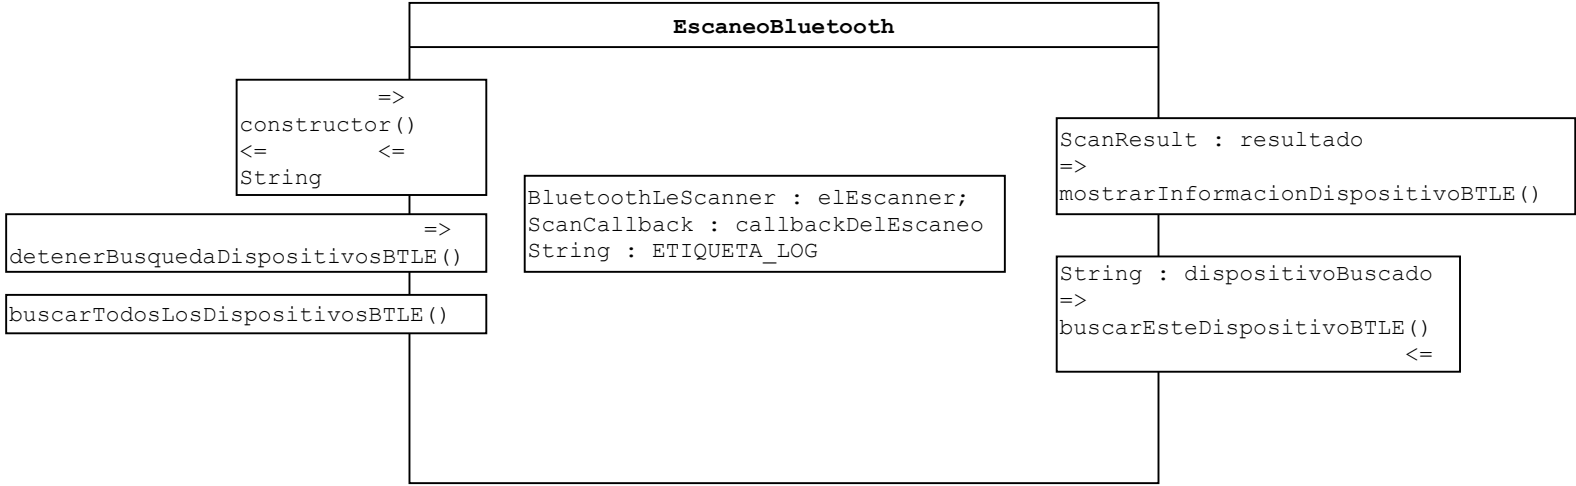 EscaneoBluetooth
=>
constructor()
<= <=
String
=>
detenerBusquedaDispositivosBTLE()
buscarTodosLosDispositivosBTLE()
BluetoothLeScanner : elEscanner;
ScanCallback : callbackDelEscaneo
String : ETIQUETA_LOG
ScanResult : resultado
=>
mostrarInformacionDispositivoBTLE()
String : dispositivoBuscado
=>
buscarEsteDispositivoBTLE()
<=